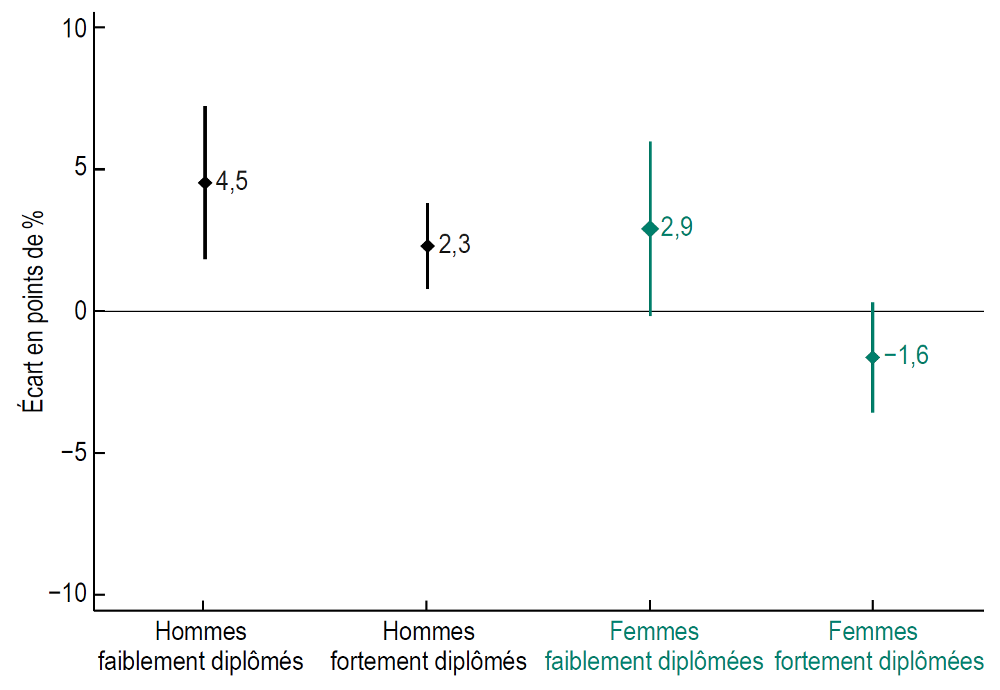 10
5
0
−5
−10
Écart en points de %
4,5
2,3
2,9
−1,6
Hommes
faiblement diplômés
Hommes
fortement diplômés
Femmes
faiblement diplômées
Femmes
fortement diplômées